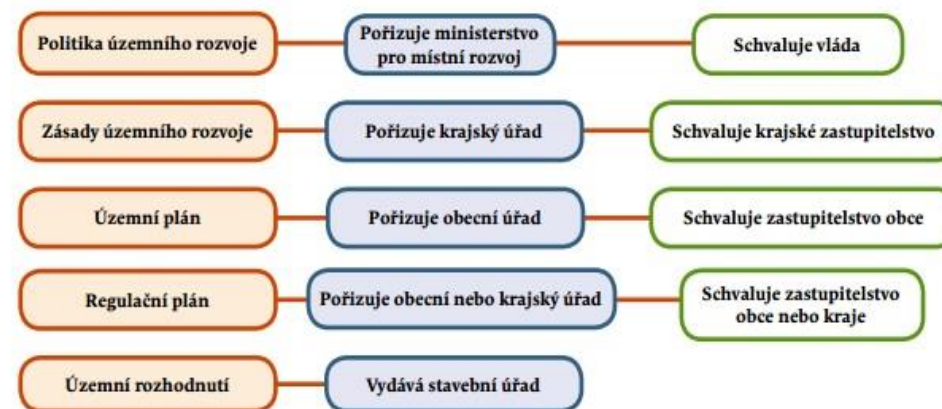 Politika územního rozvoje
Pořizuje ministerstvo
pro místní rozvoj
Schvaluje vláda
Zásady územního rozvoje
Pořizuje krajský úřad
Schvaluje krajské zastupitelstvo
Územní plán
Pořizuje obecní úřad
Schvaluje zastupitelstvo obce
Regulační plán
Pořizuje obecní nebo krajský úřad
Schvaluje zastupitelstvo
obce nebo kraje
Územní rozhodnutí
Vydává stavební úřad